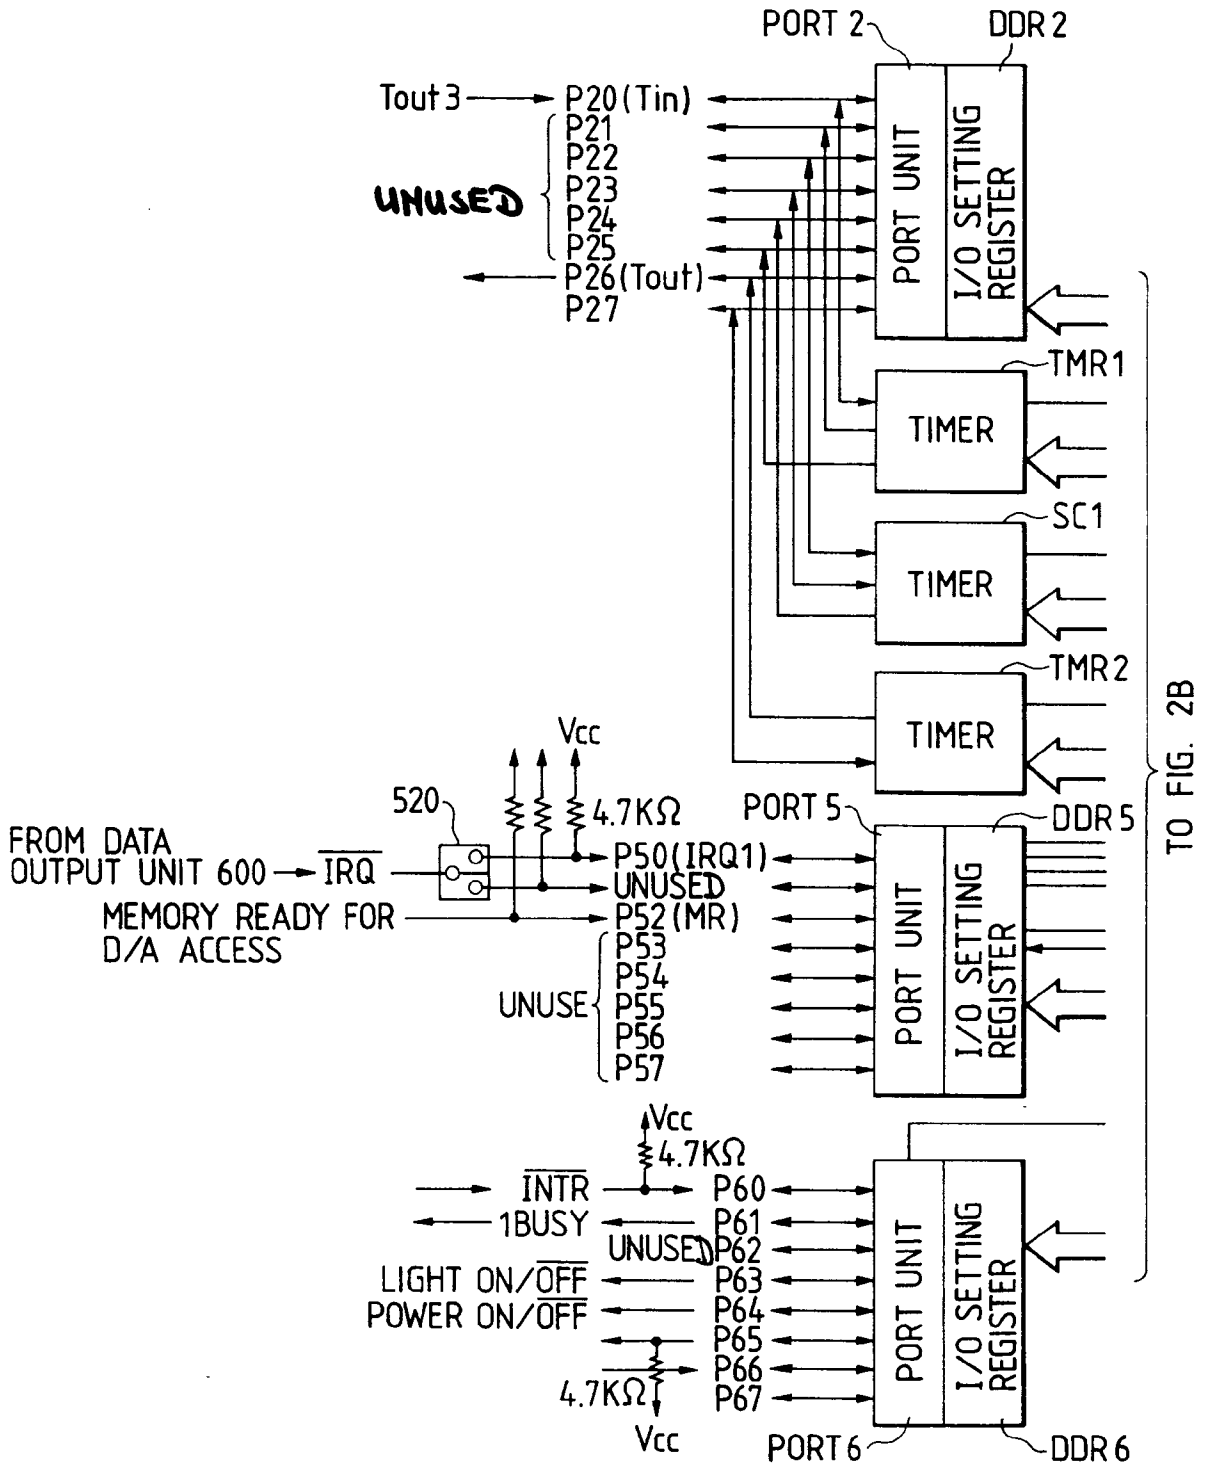 PORT 2
DDR 2
Tout 3
P20 (Tin)
P21
P22
P23
P24
P25
P26 (Tout)
P27
UNUSED
PORT UNIT
I/O SETTING
REGISTER
TMR1
TIMER
SC1
TIMER
TMR2
TIMER
TO FIG. 2B
Vcc
4.7KΩ
520
FROM DATA
OUTPUT UNIT 600
IRQ
MEMORY READY FOR
D/A ACCESS
PORT 5
DDR 5
P50 (IRQ1)
UNUSED
P52 (MR)
P53
P54
P55
P56
P57
UNUSE
PORT UNIT
I/O SETTING
REGISTER
Vcc
4.7KΩ
INTR
P60
1BUSY
P61
UNUSED P62
LIGHT ON/OFF
P63
POWER ON/OFF
P64
P65
P66
P67
4.7KΩ
Vcc
PORT UNIT
I/O SETTING
REGISTER
PORT 6
DDR 6